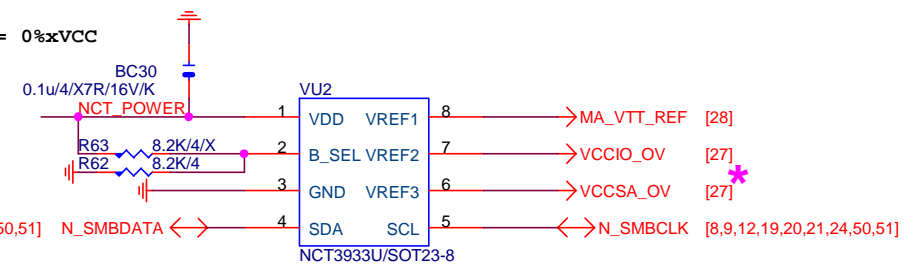 = 0%xVCC
BC30
0.1u/4/X7R/16V/K
NCT_POWER
VU2
1 VDD VREF1 8 MA_VTT_REF [28]
R63 8.2K/4/X
2 B_SEL VREF2 7 VCCIO_OV [27]
R62 8.2K/4
*
3 GND VREF3 6 VCCSA_OV [27]
50,51] N_SMBDATA 4 SDA SCL 5 N_SMBCLK [8,9,12,19,20,21,24,50,51]
NCT3933U/SOT23-8